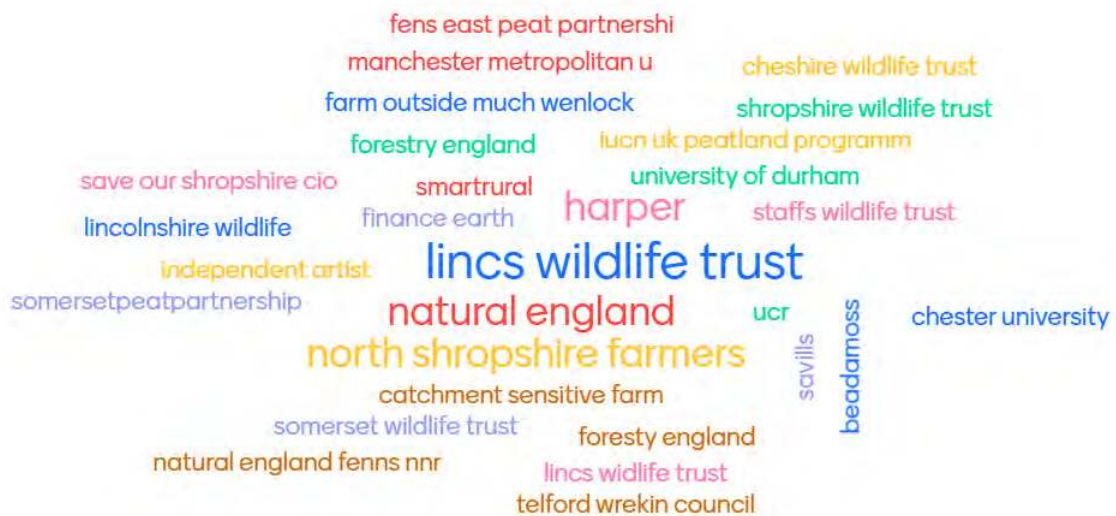 fens east peat partnershi
manchester metropolitan u
cheshire wildlife trust
farm outside much wenlock
shropshire wildlife trust
forestry england
iucn uk peatland programm
save our shropshire cio
smartrural
university of durham
lincolnshire wildlife
finance earth
harper
staffs wildlife trust
independent artist
lincs wildlife trust
somersetpeatpartnership
natural england
ucr
chester university
north shropshire farmers
savills
beadamoss
catchment sensitive farm
somerset wildlife trust
foresty england
natural england fenns nnr
lincs widlife trust
telford wrekin council